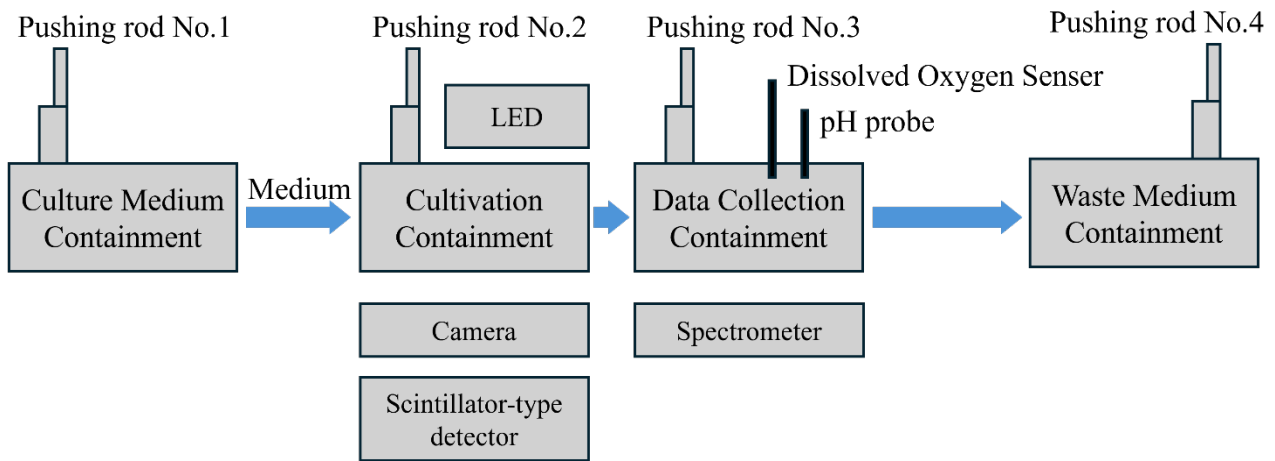 Pushing rod No.1
Pushing rod No.2
Pushing rod No.3
Pushing rod No.4
Dissolved Oxygen Senser
LED
pH probe
Culture Medium
Containment
Medium
Cultivation
Containment
Data Collection
Containment
Waste Medium
Containment
Camera
Spectrometer
Scintillator-type
detector